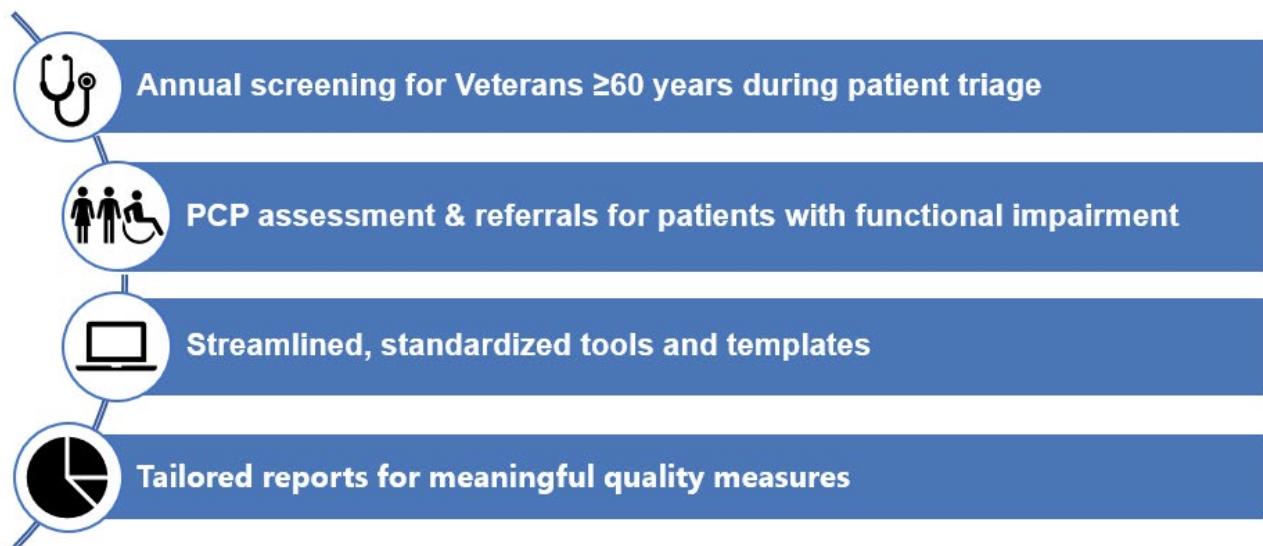 Annual screening for Veterans ≥60 years during patient triage
PCP assessment & referrals for patients with functional impairment
Streamlined, standardized tools and templates
Tailored reports for meaningful quality measures